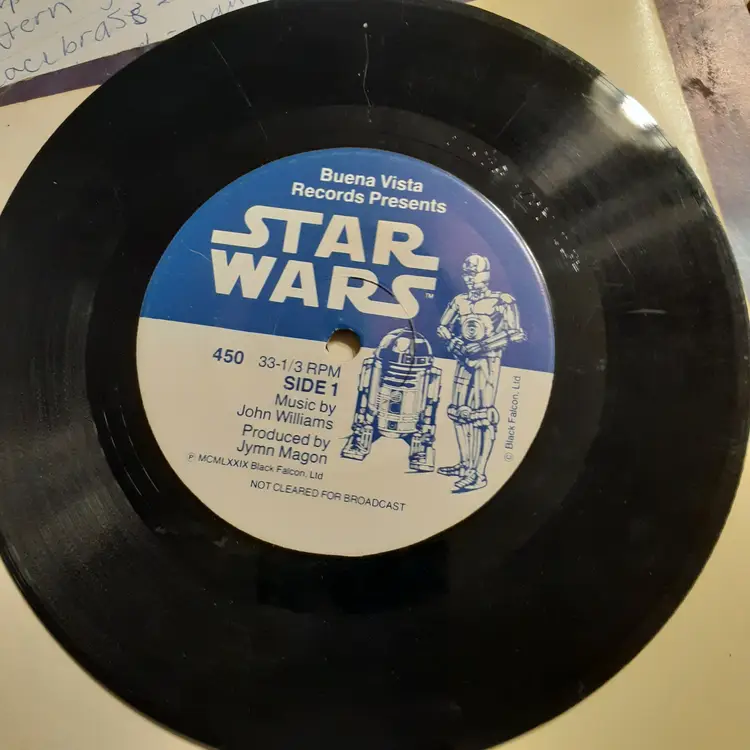 Buena Vista
Records Presents
STAR
WARS™
450 33-1/3 RPM
SIDE 1
Music by
John Williams
Produced by
Jymn Magon
℗ MCMLXXIX Black Falcon, Ltd
NOT CLEARED FOR BROADCAST
© Black Falcon, Ltd